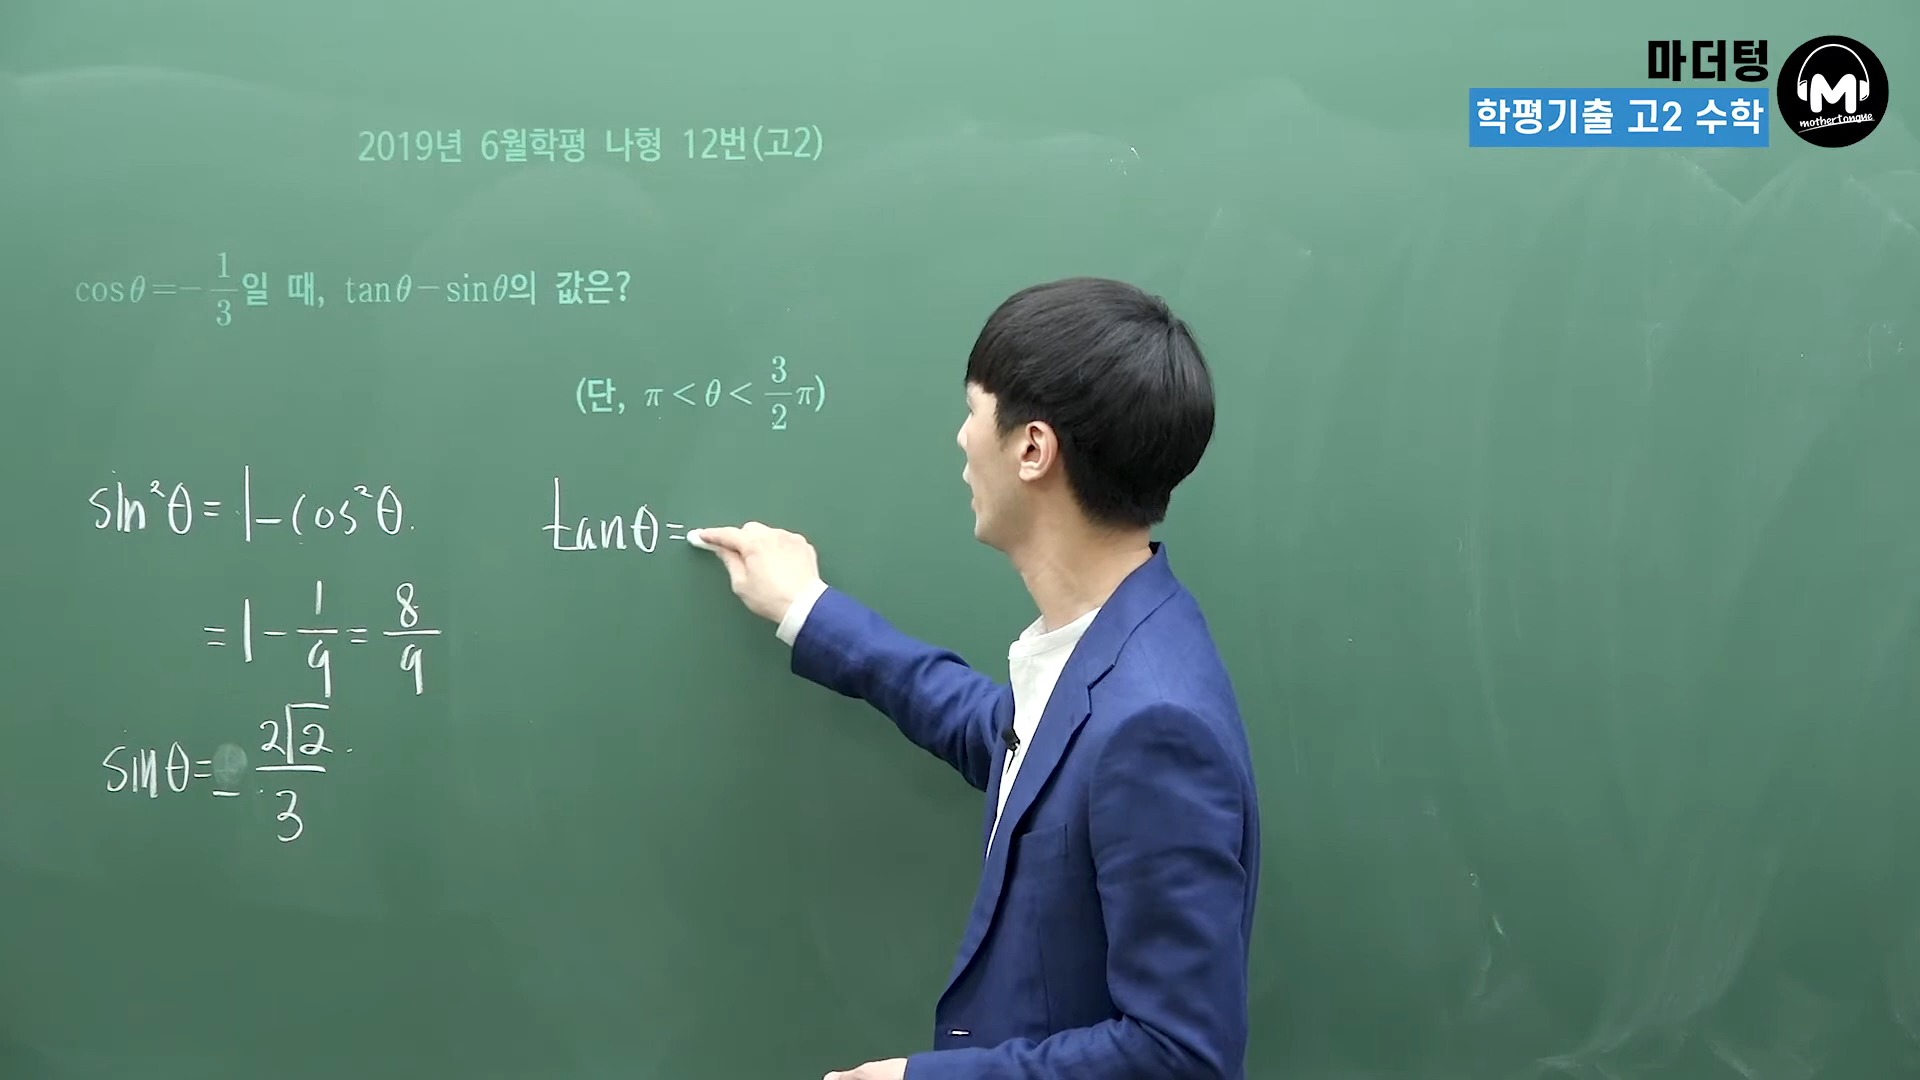 마더텅
학평기출 고2 수학
mothertongue
2019년 6월학평 나형 12번(고2)
cosθ=-1/3일 때, tanθ-sinθ의 값은?
(단, π<θ<3/2π)
sin²θ=1-cos²θ.
=1-1/9=8/9
sinθ=-2√2/3.
tanθ=